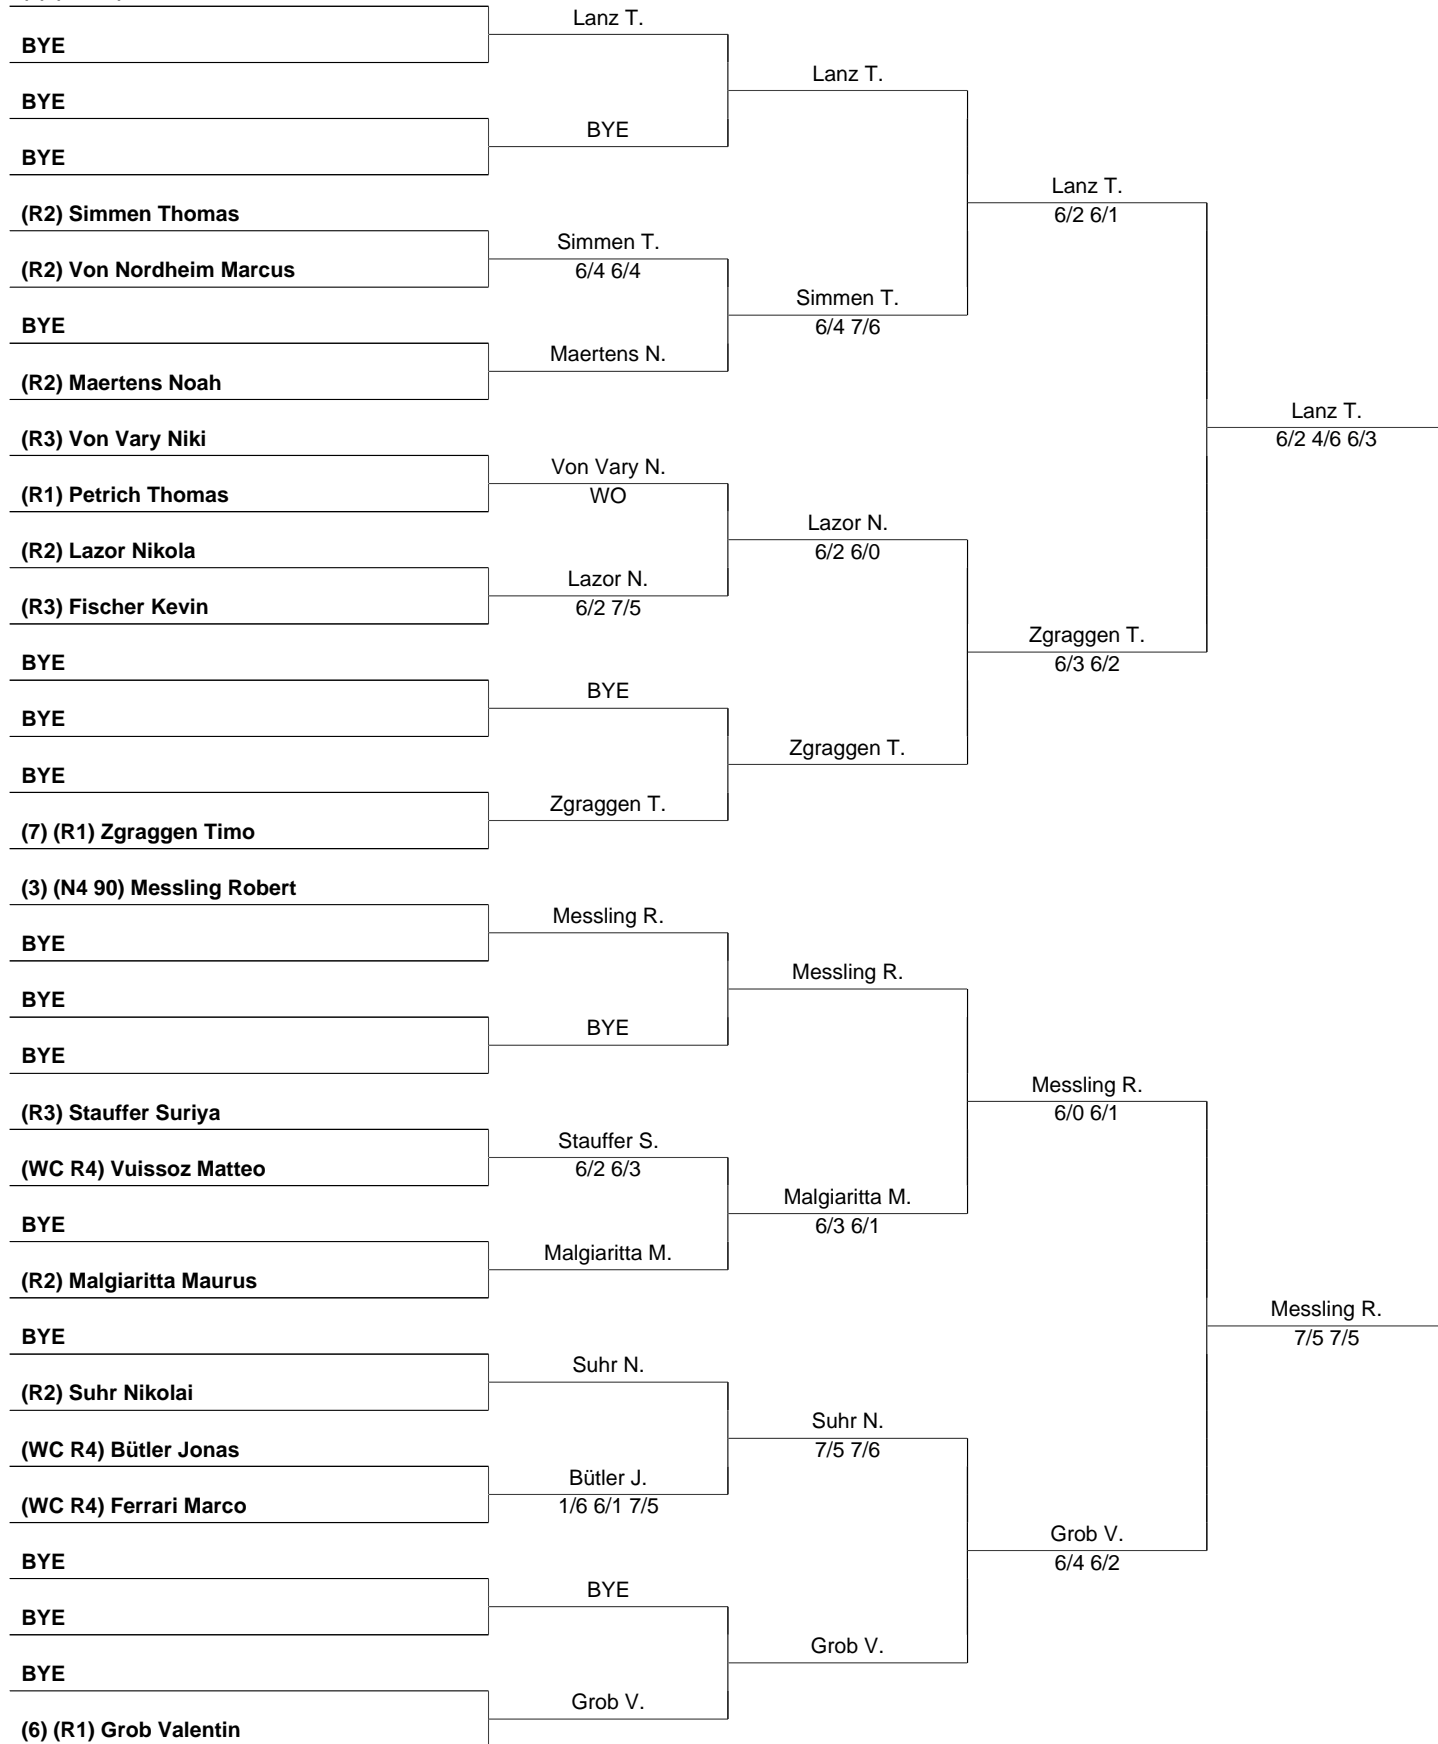 Lanz T.
BYE
Lanz T.
BYE
BYE
BYE
Lanz T.
(R2) Simmen Thomas
6/2 6/1
Simmen T.
(R2) Von Nordheim Marcus
6/4 6/4
Simmen T.
BYE
6/4 7/6
Maertens N.
(R2) Maertens Noah
Lanz T.
(R3) Von Vary Niki
6/2 4/6 6/3
Von Vary N.
(R1) Petrich Thomas
WO
Lazor N.
(R2) Lazor Nikola
6/2 6/0
Lazor N.
(R3) Fischer Kevin
6/2 7/5
Zgraggen T.
BYE
6/3 6/2
BYE
BYE
Zgraggen T.
BYE
Zgraggen T.
(7) (R1) Zgraggen Timo
(3) (N4 90) Messling Robert
Messling R.
BYE
Messling R.
BYE
BYE
BYE
Messling R.
(R3) Stauffer Suriya
6/0 6/1
Stauffer S.
(WC R4) Vuissoz Matteo
6/2 6/3
Malgiaritta M.
BYE
6/3 6/1
Malgiaritta M.
(R2) Malgiaritta Maurus
Messling R.
BYE
7/5 7/5
Suhr N.
(R2) Suhr Nikolai
Suhr N.
(WC R4) Bütler Jonas
7/5 7/6
Bütler J.
(WC R4) Ferrari Marco
1/6 6/1 7/5
Grob V.
BYE
6/4 6/2
BYE
BYE
Grob V.
BYE
Grob V.
(6) (R1) Grob Valentin